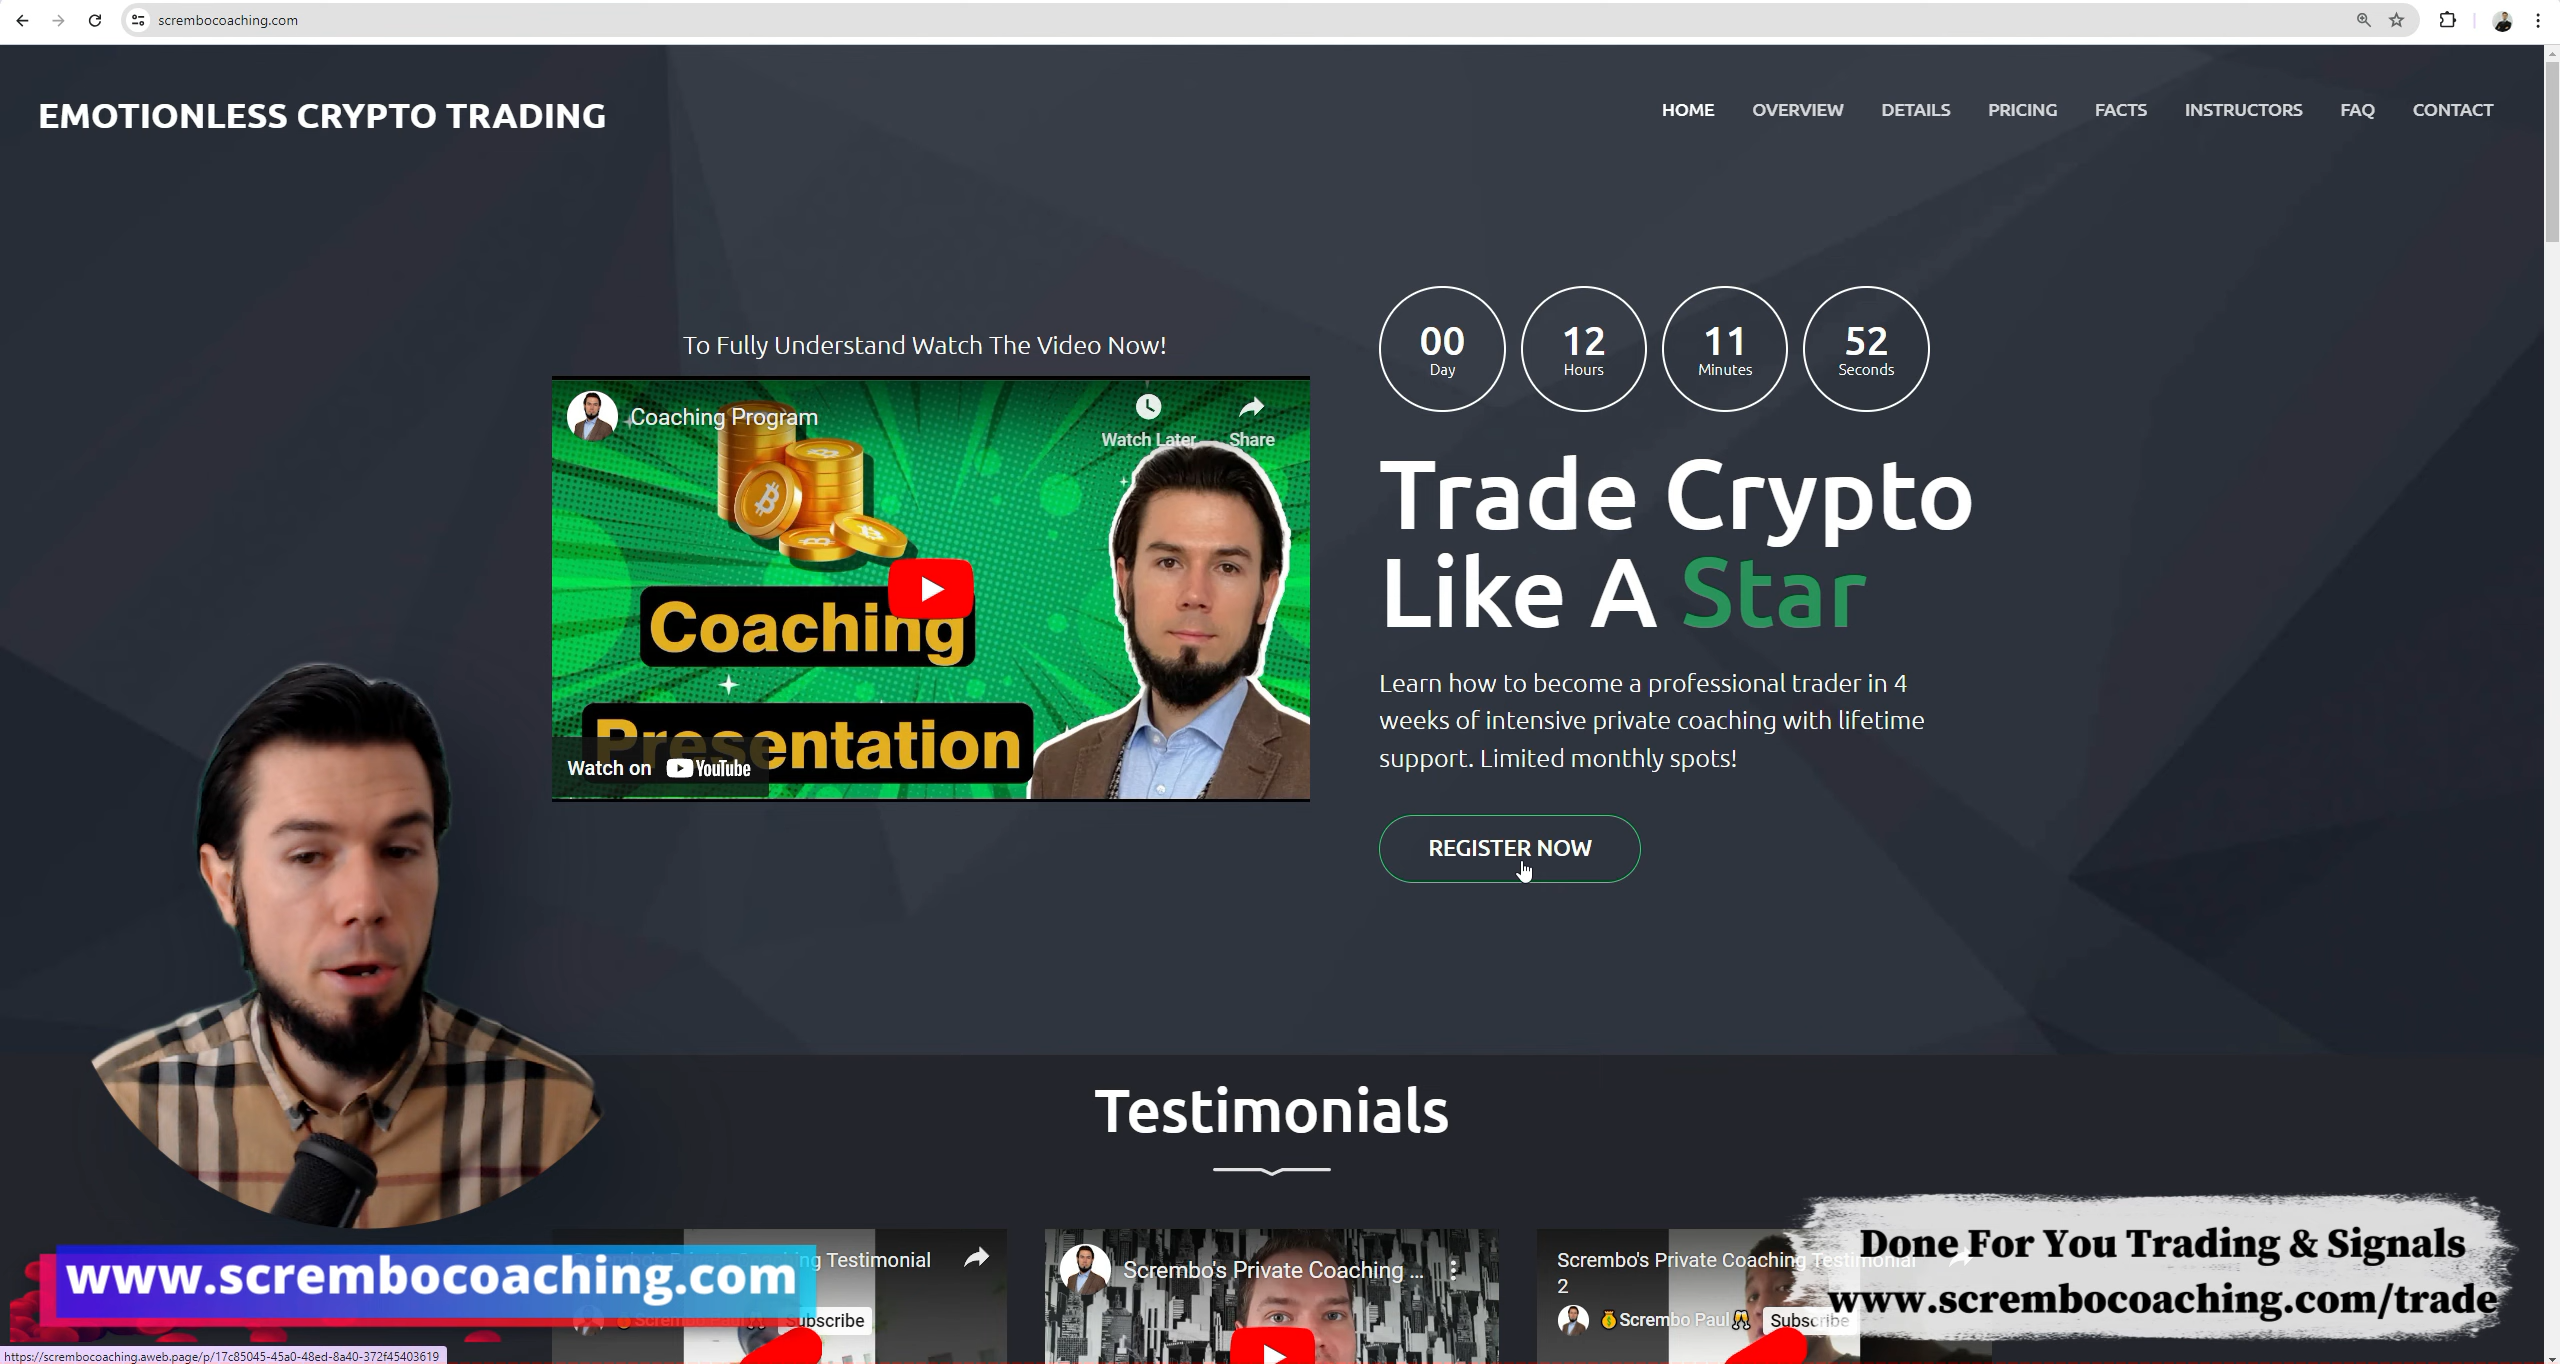 scrembocoaching.com
EMOTIONLESS CRYPTO TRADING
HOME OVERVIEW DETAILS PRICING FACTS INSTRUCTORS FAQ CONTACT
To Fully Understand Watch The Video Now!
Coaching Program
Watch Later
Share
Coaching
Presentation
Watch on YouTube
00 12 11 52
Day Hours Minutes Seconds
Trade Crypto
Like A Star
Learn how to become a professional trader in 4
weeks of intensive private coaching with lifetime
support. Limited monthly spots!
REGISTER NOW
Testimonials
Testimonial
Subscribe
Scrembo's Private Coaching ...
Scrembo's Private Coaching Testimonial
2
Scrembo Paul
Subscribe
www.scrembocoaching.com
Done For You Trading & Signals
www.scrembocoaching.com/trade
https://scrembocoaching.aweb.page/p/17c85045-45a0-48ed-8a40-372f45403619